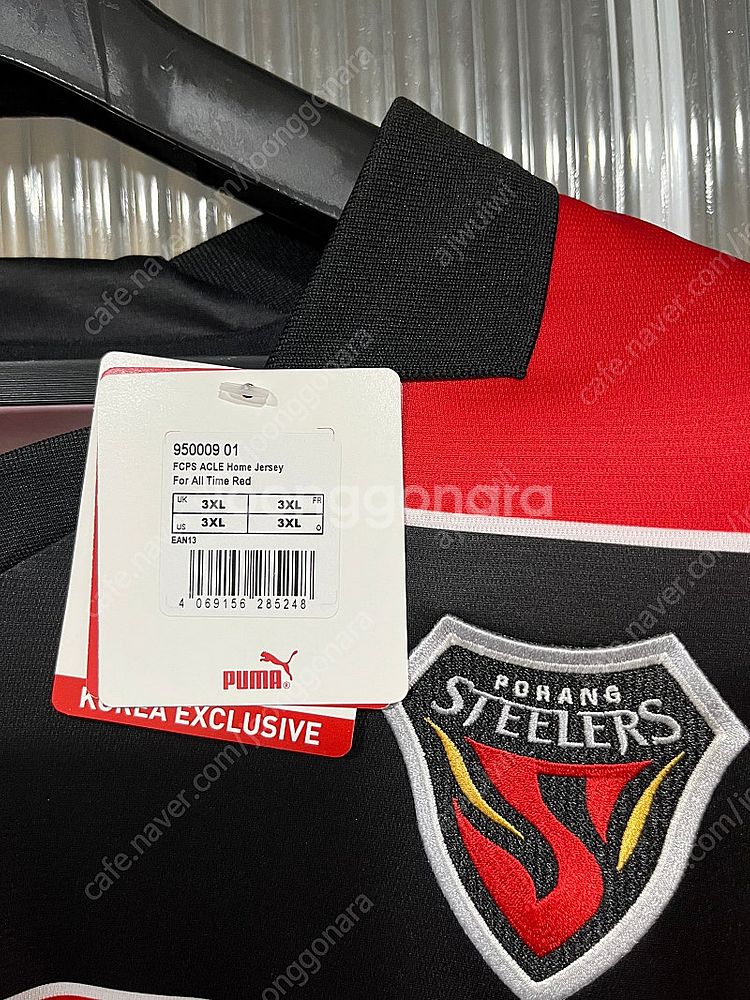 950009 01
FCPS ACLE Home Jersey
For All Time Red
UK 3XL 3XL FR
US 3XL 3XL O
EAN13
4 069156 285248
PUMA®
KOREA EXCLUSIVE
POHANG
STEELERS
joonggonara
cafe.naver.com/joonggonara